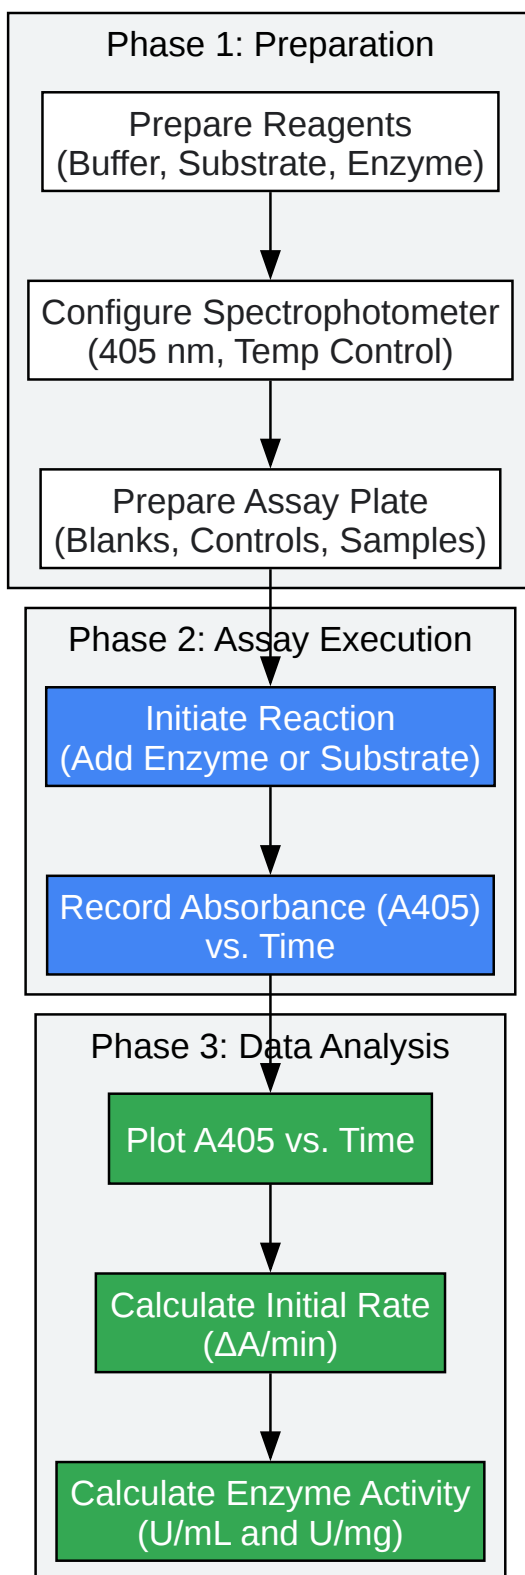 Phase 1: Preparation
Prepare Reagents
(Buffer, Substrate, Enzyme)
Configure Spectrophotometer
(405 nm, Temp Control)
Prepare Assay Plate
(Blanks, Controls, Samples)
Phase 2: Assay Execution
Initiate Reaction
(Add Enzyme or Substrate)
Record Absorbance (A405)
vs. Time
Phase 3: Data Analysis
Plot A405 vs. Time
Calculate Initial Rate
(ΔA/min)
Calculate Enzyme Activity
(U/mL and U/mg)